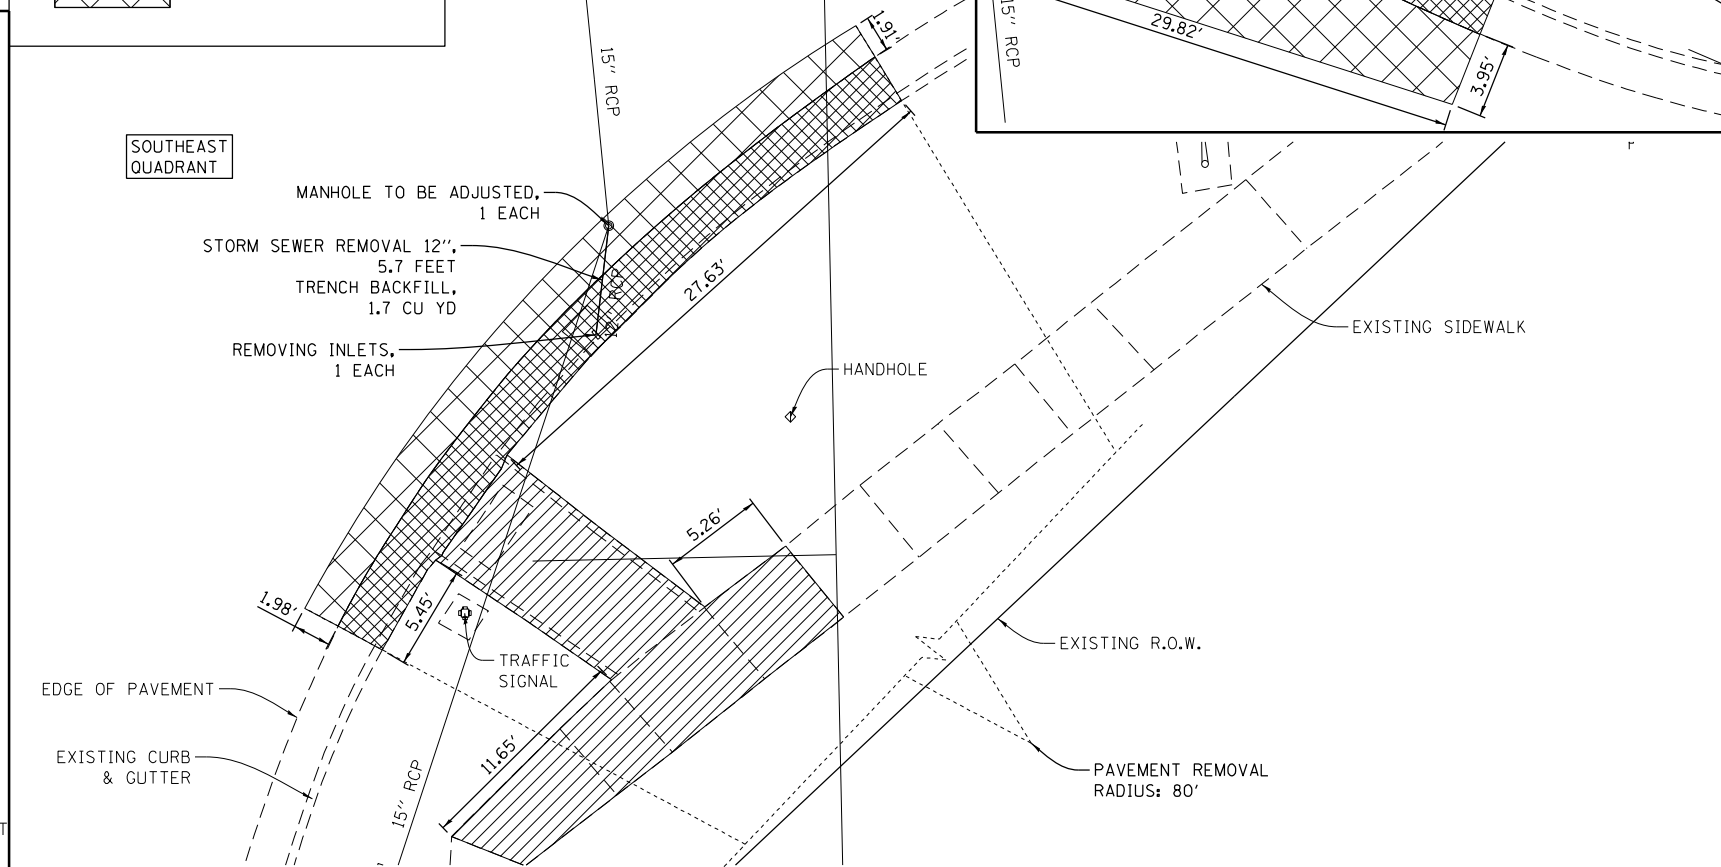 1.91'
15'' RCP
15'' RCP
29.82'
3.95'
SOUTHEAST
QUADRANT
MANHOLE TO BE ADJUSTED,
1 EACH
STORM SEWER REMOVAL 12'',
5.7 FEET
TRENCH BACKFILL,
1.7 CU YD
REMOVING INLETS,
1 EACH
27.63'
EXISTING SIDEWALK
HANDHOLE
5.26'
1.98'
5.45'
TRAFFIC
SIGNAL
EXISTING R.O.W.
EDGE OF PAVEMENT
EXISTING CURB
& GUTTER
11.65'
15'' RCP
PAVEMENT REMOVAL
RADIUS: 80'
T